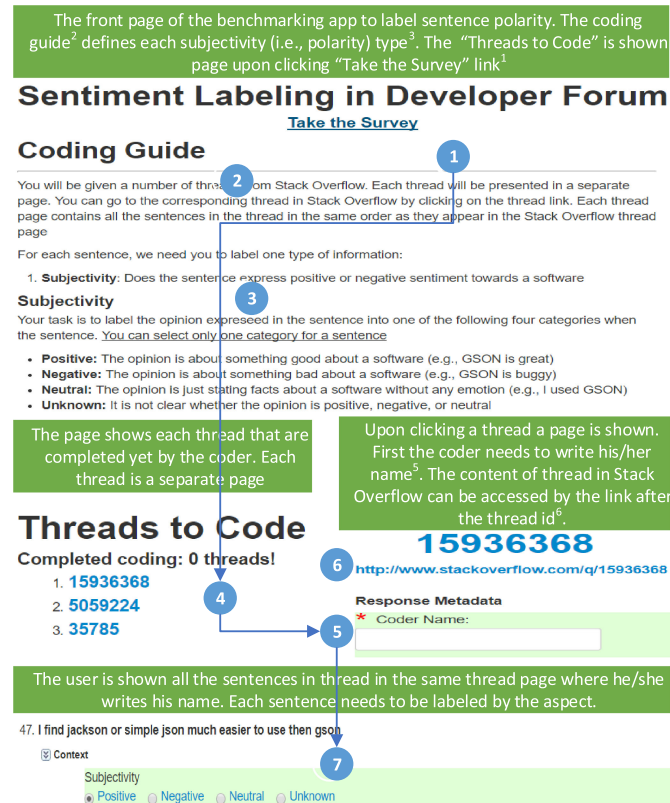 The front page of the benchmarking app to label sentence polarity. The coding
guide2 defines each subjectivity (i.e., polarity) type3. The "Threads to Code" is shown
page upon clicking "Take the Survey" link1
Sentiment Labeling in Developer Forum
Take the Survey
Coding Guide
1
2
You will be given a number of from Stack Overflow. Each thread will be presented in a separate
page. You can go to the corresponding thread in Stack Overflow by clicking on the thread link. Each thread
page contains all the sentences in the thread in the same order as they appear in the Stack Overflow thread
page
For each sentence, we need you to label one type of information:
1. Subjectivity: Does the sentence express positive or negative sentiment towards a software
Subjectivity
3
Your task is to label the opinion expreseed in the sentence into one of the following four categories when
the sentence. You can select only one category for a sentence
• Positive: The opinion is about something good about a software (e.g., GSON is great)
• Negative: The opinion is about something bad about a software (e.g., GSON is buggy)
• Neutral: The opinion is just stating facts about a software without any emotion (e.g., I used GSON)
• Unknown: It is not clear whether the opinion is positive, negative, or neutral
The page shows each thread that are
completed yet by the coder. Each
thread is a separate page
Upon clicking a thread a page is shown.
First the coder needs to write his/her
name5. The content of thread in Stack
Overflow can be accessed by the link after
the thread id6.
Threads to Code
Completed coding: 0 threads!
1. 15936368
2. 5059224
3. 35785
4
15936368
6
http://www.stackoverflow.com/q/15936368
Response Metadata
* Coder Name:
5
The user is shown all the sentences in thread in the same thread page where he/she
writes his name. Each sentence needs to be labeled by the aspect.
47. I find jackson or simple json much easier to use then gson
Context
7
Subjectivity
Positive Negative Neutral Unknown